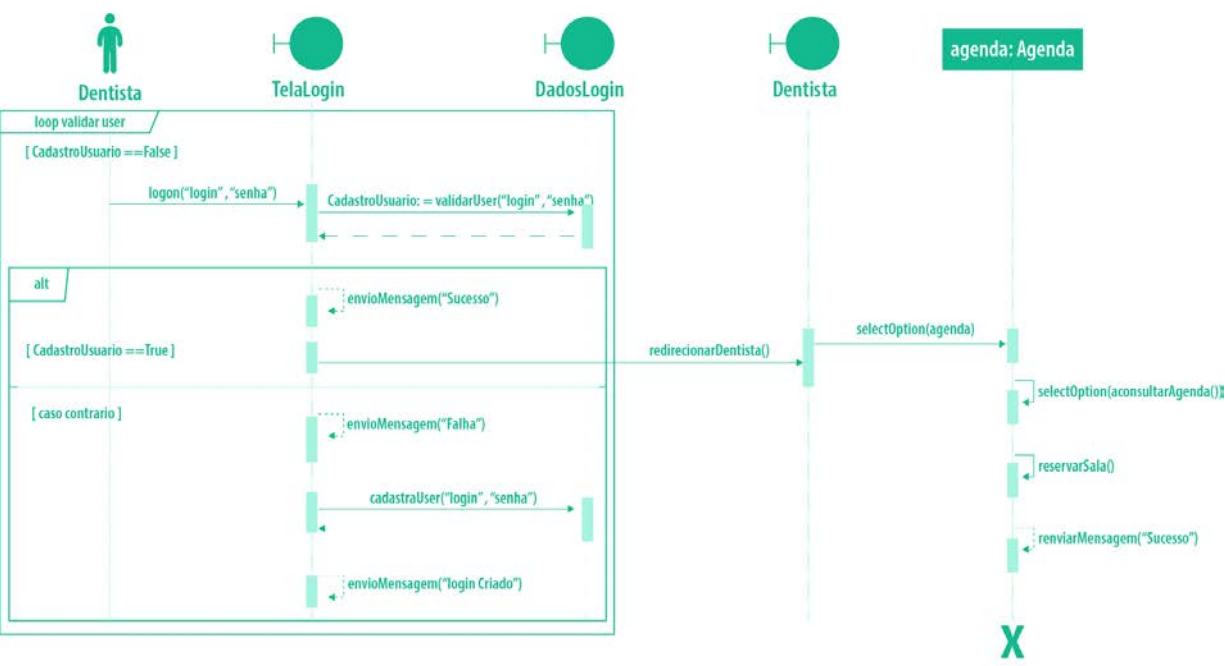 agenda: Agenda
Dentista
TelaLogin
DadosLogin
Dentista
loop validar user
[ CadastroUsuario ==False ]
logon("login", "senha")
CadastroUsuario: = validarUser("login", "senha")
alt
envioMensagem("Sucesso")
selectOption(agenda)
[ CadastroUsuario ==True ]
redirecionarDentista()
selectOption(aconsultarAgenda())
[ caso contrario ]
envioMensagem("Falha")
reservarSala()
cadastraUser("login", "senha")
renviarMensagem("Sucesso")
envioMensagem("login Criado")
X